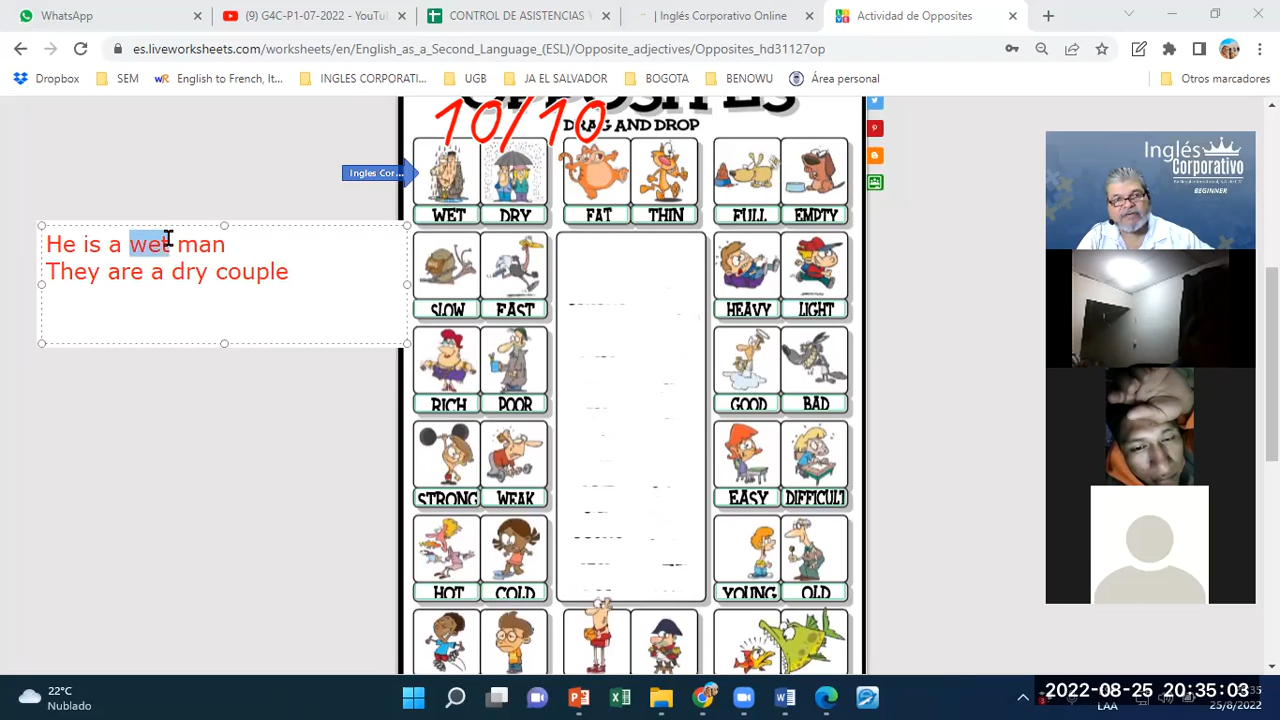 WhatsApp
(9) G4C-P1-07-2022 - YouTu
CONTROL DE ASISTENCIAS Y
Inglés Corporativo Online
Actividad de Opposites
es.liveworksheets.com/worksheets/en/English_as_a_Second_Language_(ESL)/Opposite_adjectives/Opposites_hd31127op
Dropbox
SEM
English to French, It...
INGLES CORPORATI...
UGB
JA EL SALVADOR
BOGOTA
BENOWU
Área personal
Otros marcadores
OPPOSITES
10/10
DRAG AND DROP
Ingles Cor...
WET DRY FAT THIN FULL EMPTY
He is a wet man
They are a dry couple
SLOW FAST HEAVY LIGHT
RICH POOR GOOD BAD
STRONG WEAK EASY DIFFICULT
HOT COLD YOUNG OLD
Inglés
Corporativo
BEGINNER
22°C
Nublado
LAA
2022-08-25 20:35:03
25/8/2022